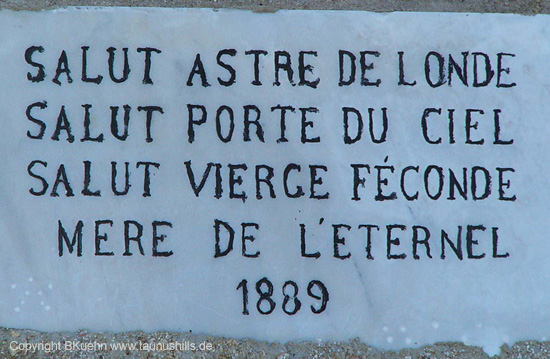 SALUT ASTRE DE LONDE
SALUT PORTE DU CIEL
SALUT VIERGE FÉCONDE
MERE DE L'ETERNEL
1889
Copyright BKuehn www.taunushills.de